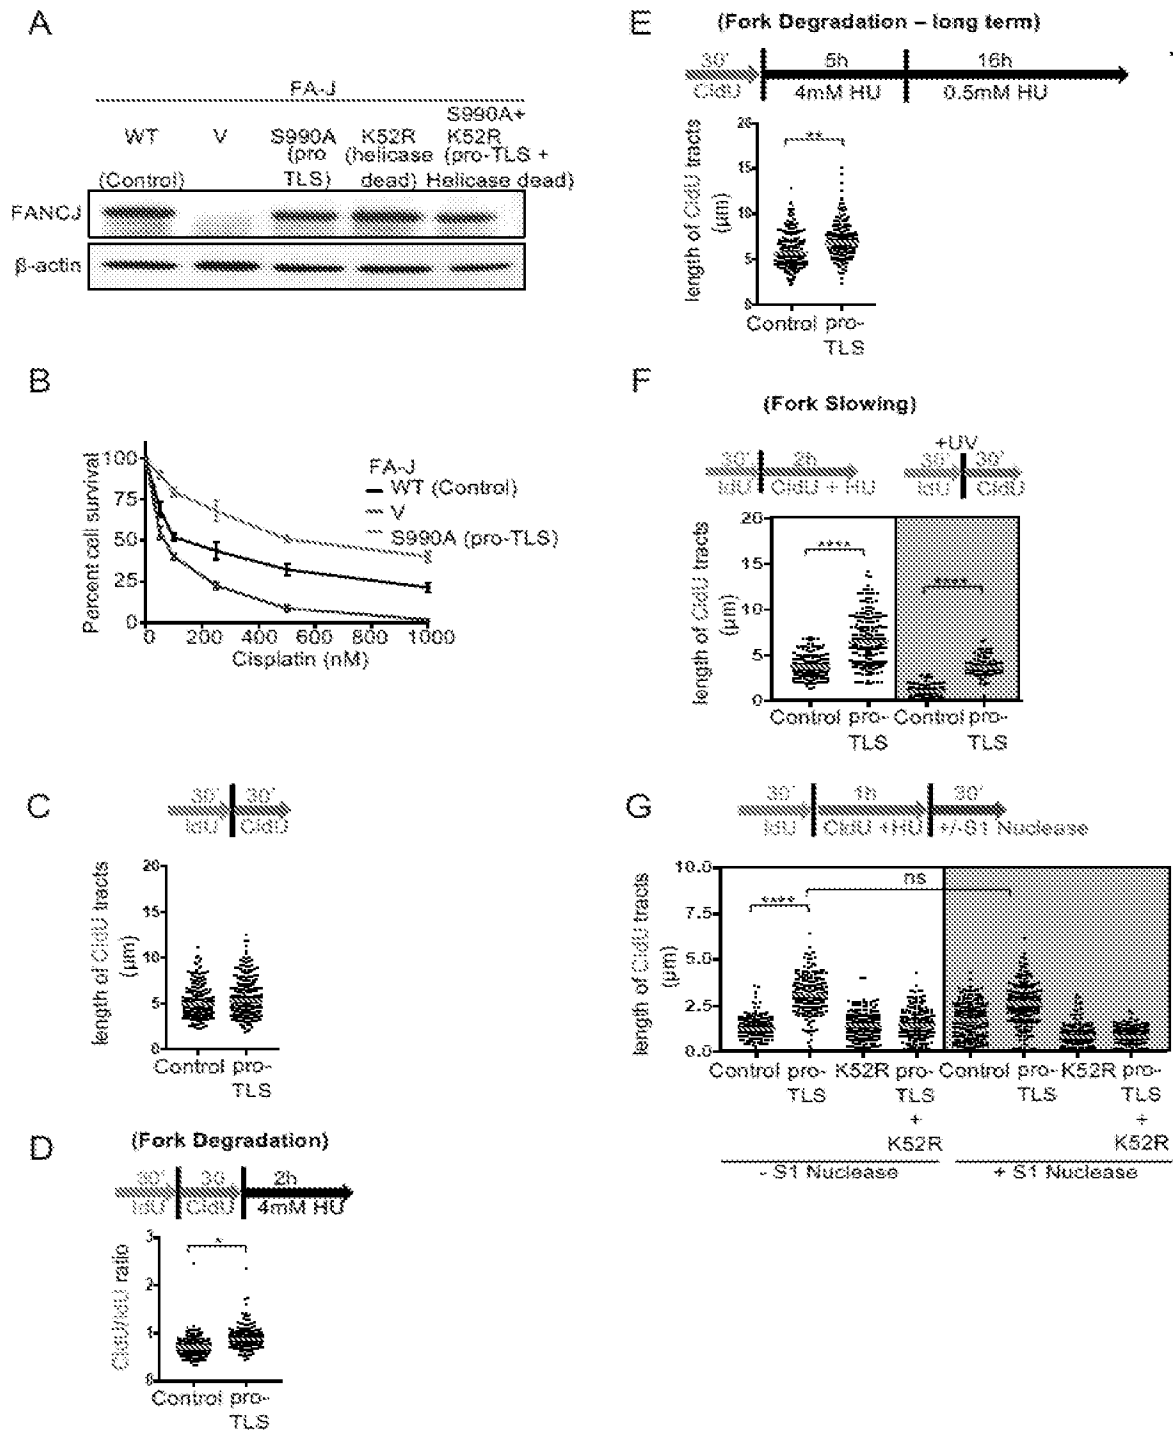 A
FA-J
WT
(Control)
V
S990A
(pro
TLS)
K52R
(helicase
dead)
S990A+
K52R
(pro-TLS +
Helicase dead)
FANCJ
β-actin
B
Percent cell survival
100
75
50
25
0
0 200 400 600 800 1000
Cisplatin (nM)
FA-J
WT (Control)
V
S990A (pro-TLS)
C
30' 30'
IdU CldU
length of CldU tracts
(μm)
20
15
10
5
0
Control pro-
TLS
D
(Fork Degradation)
30' 30 2h
IdU CldU 4mM HU
CldU/IdU ratio
3
2
1
0
*
Control pro-
TLS
E
(Fork Degradation – long term)
30' 5h 16h
CldU 4mM HU 0.5mM HU
length of CldU tracts
(μm)
20
15
10
5
0
**
Control pro-
TLS
F
(Fork Slowing)
30' 2h
IdU CldU + HU
+UV
30' 30'
IdU CldU
length of CldU tracts
(μm)
20
15
10
5
0
****
****
Control pro- Control pro-
TLS TLS
G
30' 1h 30'
IdU CldU +HU +/-S1 Nuclease
length of CldU tracts
(μm)
10.0
7.5
5.0
2.5
0.0
ns
****
Control pro- K52R pro- Control pro- K52R pro-
TLS TLS TLS TLS
+ +
K52R K52R
- S1 Nuclease + S1 Nuclease